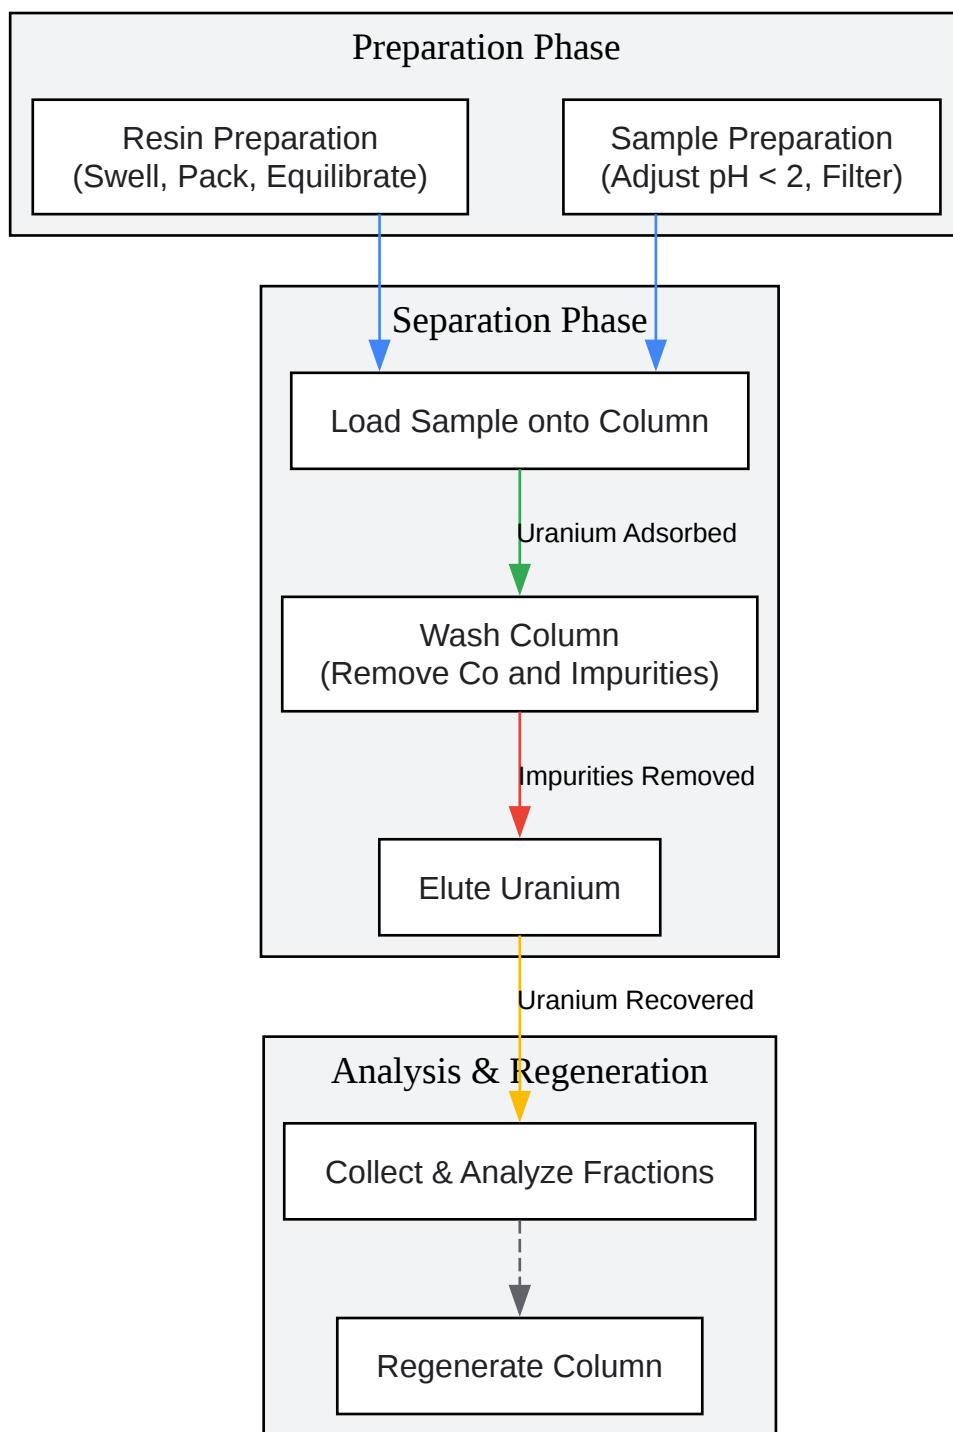 Preparation Phase
Resin Preparation
(Swell, Pack, Equilibrate)
Sample Preparation
(Adjust pH < 2, Filter)
Separation Phase
Load Sample onto Column
Uranium Adsorbed
Wash Column
(Remove Co and Impurities)
Impurities Removed
Elute Uranium
Uranium Recovered
Analysis & Regeneration
Collect & Analyze Fractions
Regenerate Column